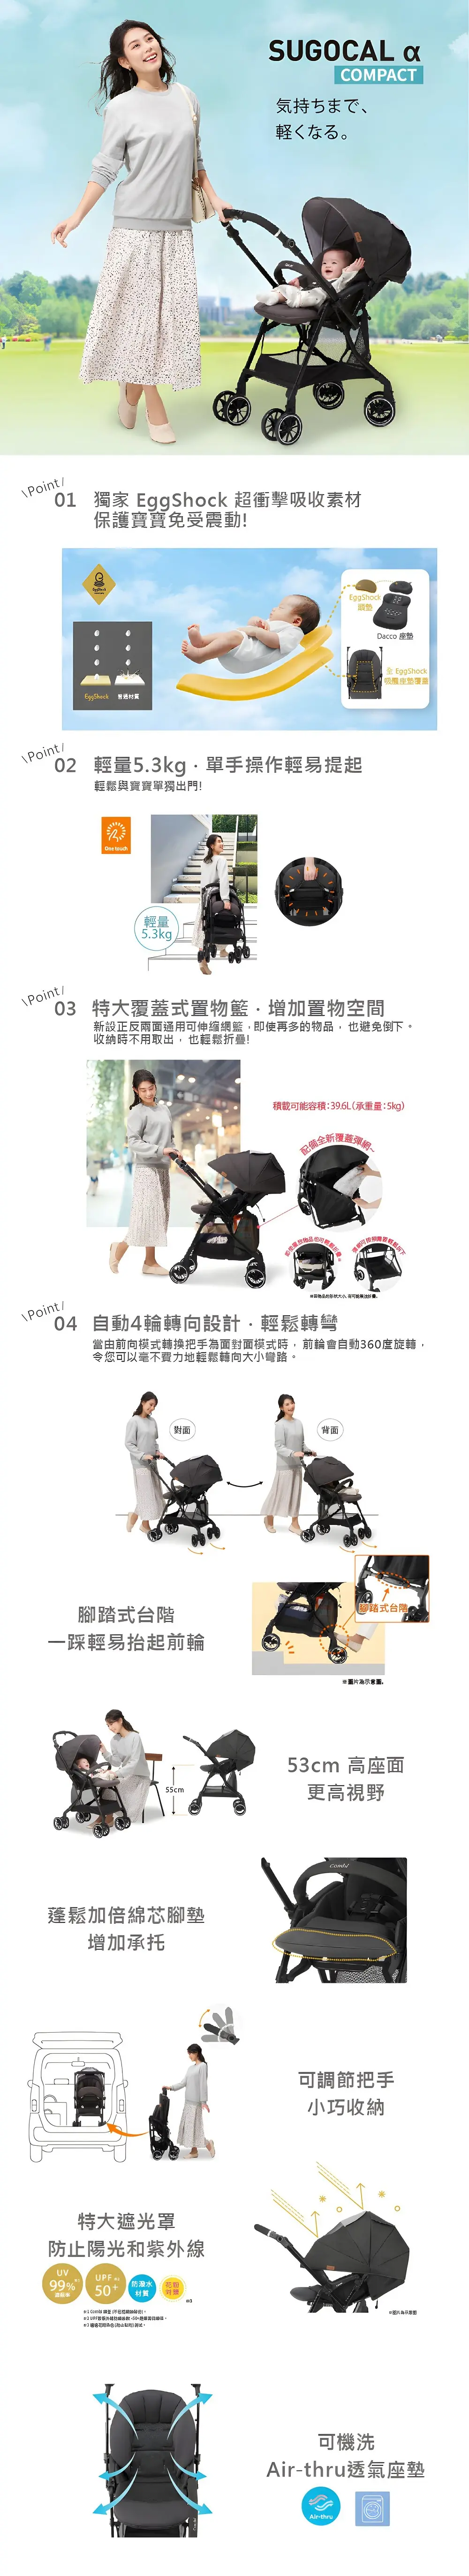 SUGOCAL α
COMPACT
気持ちまで、
軽くなる。
\Point/
01 獨家 EggShock 超衝擊吸收素材
保護寶寶免受震動!
EggShock
EggShock
普通材質
EggShock
頭墊
Dacco 座墊
全 EggShock
吸震座墊覆蓋
\Point/
02 輕量5.3kg．單手操作輕易提起
輕鬆與寶寶單獨出門!
One touch
輕量
5.3kg
\Point/
03 特大覆蓋式置物籃．增加置物空間
新設正反兩面通用可伸縮網籃，即使再多的物品， 也避免倒下。
收納時不用取出， 也輕鬆折疊!
積載可能容積：39.6L（承重量：5kg）
配備全新覆蓋彈網~
\Point/
04 自動4輪轉向設計．輕鬆轉彎
當由前向模式轉換把手為面對面模式時， 前輪會自動360度旋轉，
令您可以毫不費力地輕鬆轉向大小彎路。
對面
背面
腳踏式台階
一踩輕易抬起前輪
腳踏式台階
※圖片為示意圖。
55cm
53cm 高座面
更高視野
蓬鬆加倍綿芯腳墊
增加承托
Combi
可調節把手
小巧收納
特大遮光罩
防止陽光和紫外線
UV
99%
UPF
50+
防潑水
材質
花粉
對策
※3
※圖片為示意圖
可機洗
Air-thru透氣座墊
Air-thru